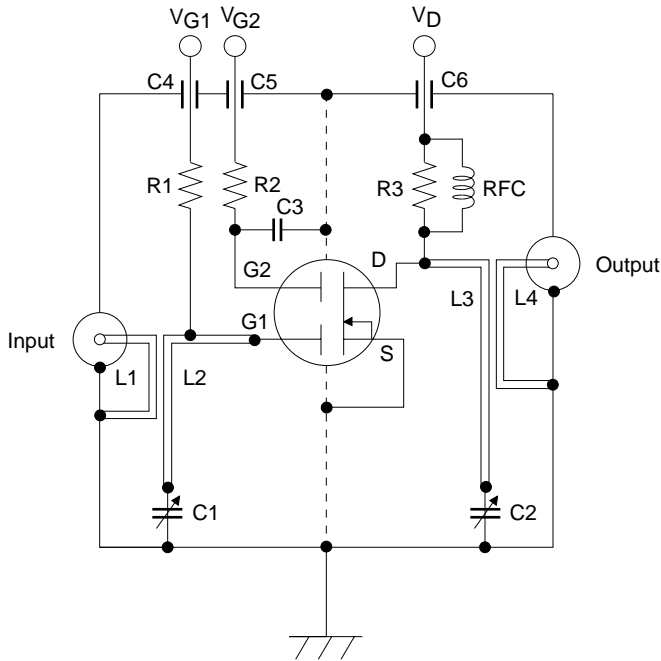 VG1 VG2 VD
C4 C5 C6
R1 R2 R3 RFC
C3
G2 D
Output
L3 L4
G1
Input
S
L1 L2
C1 C2